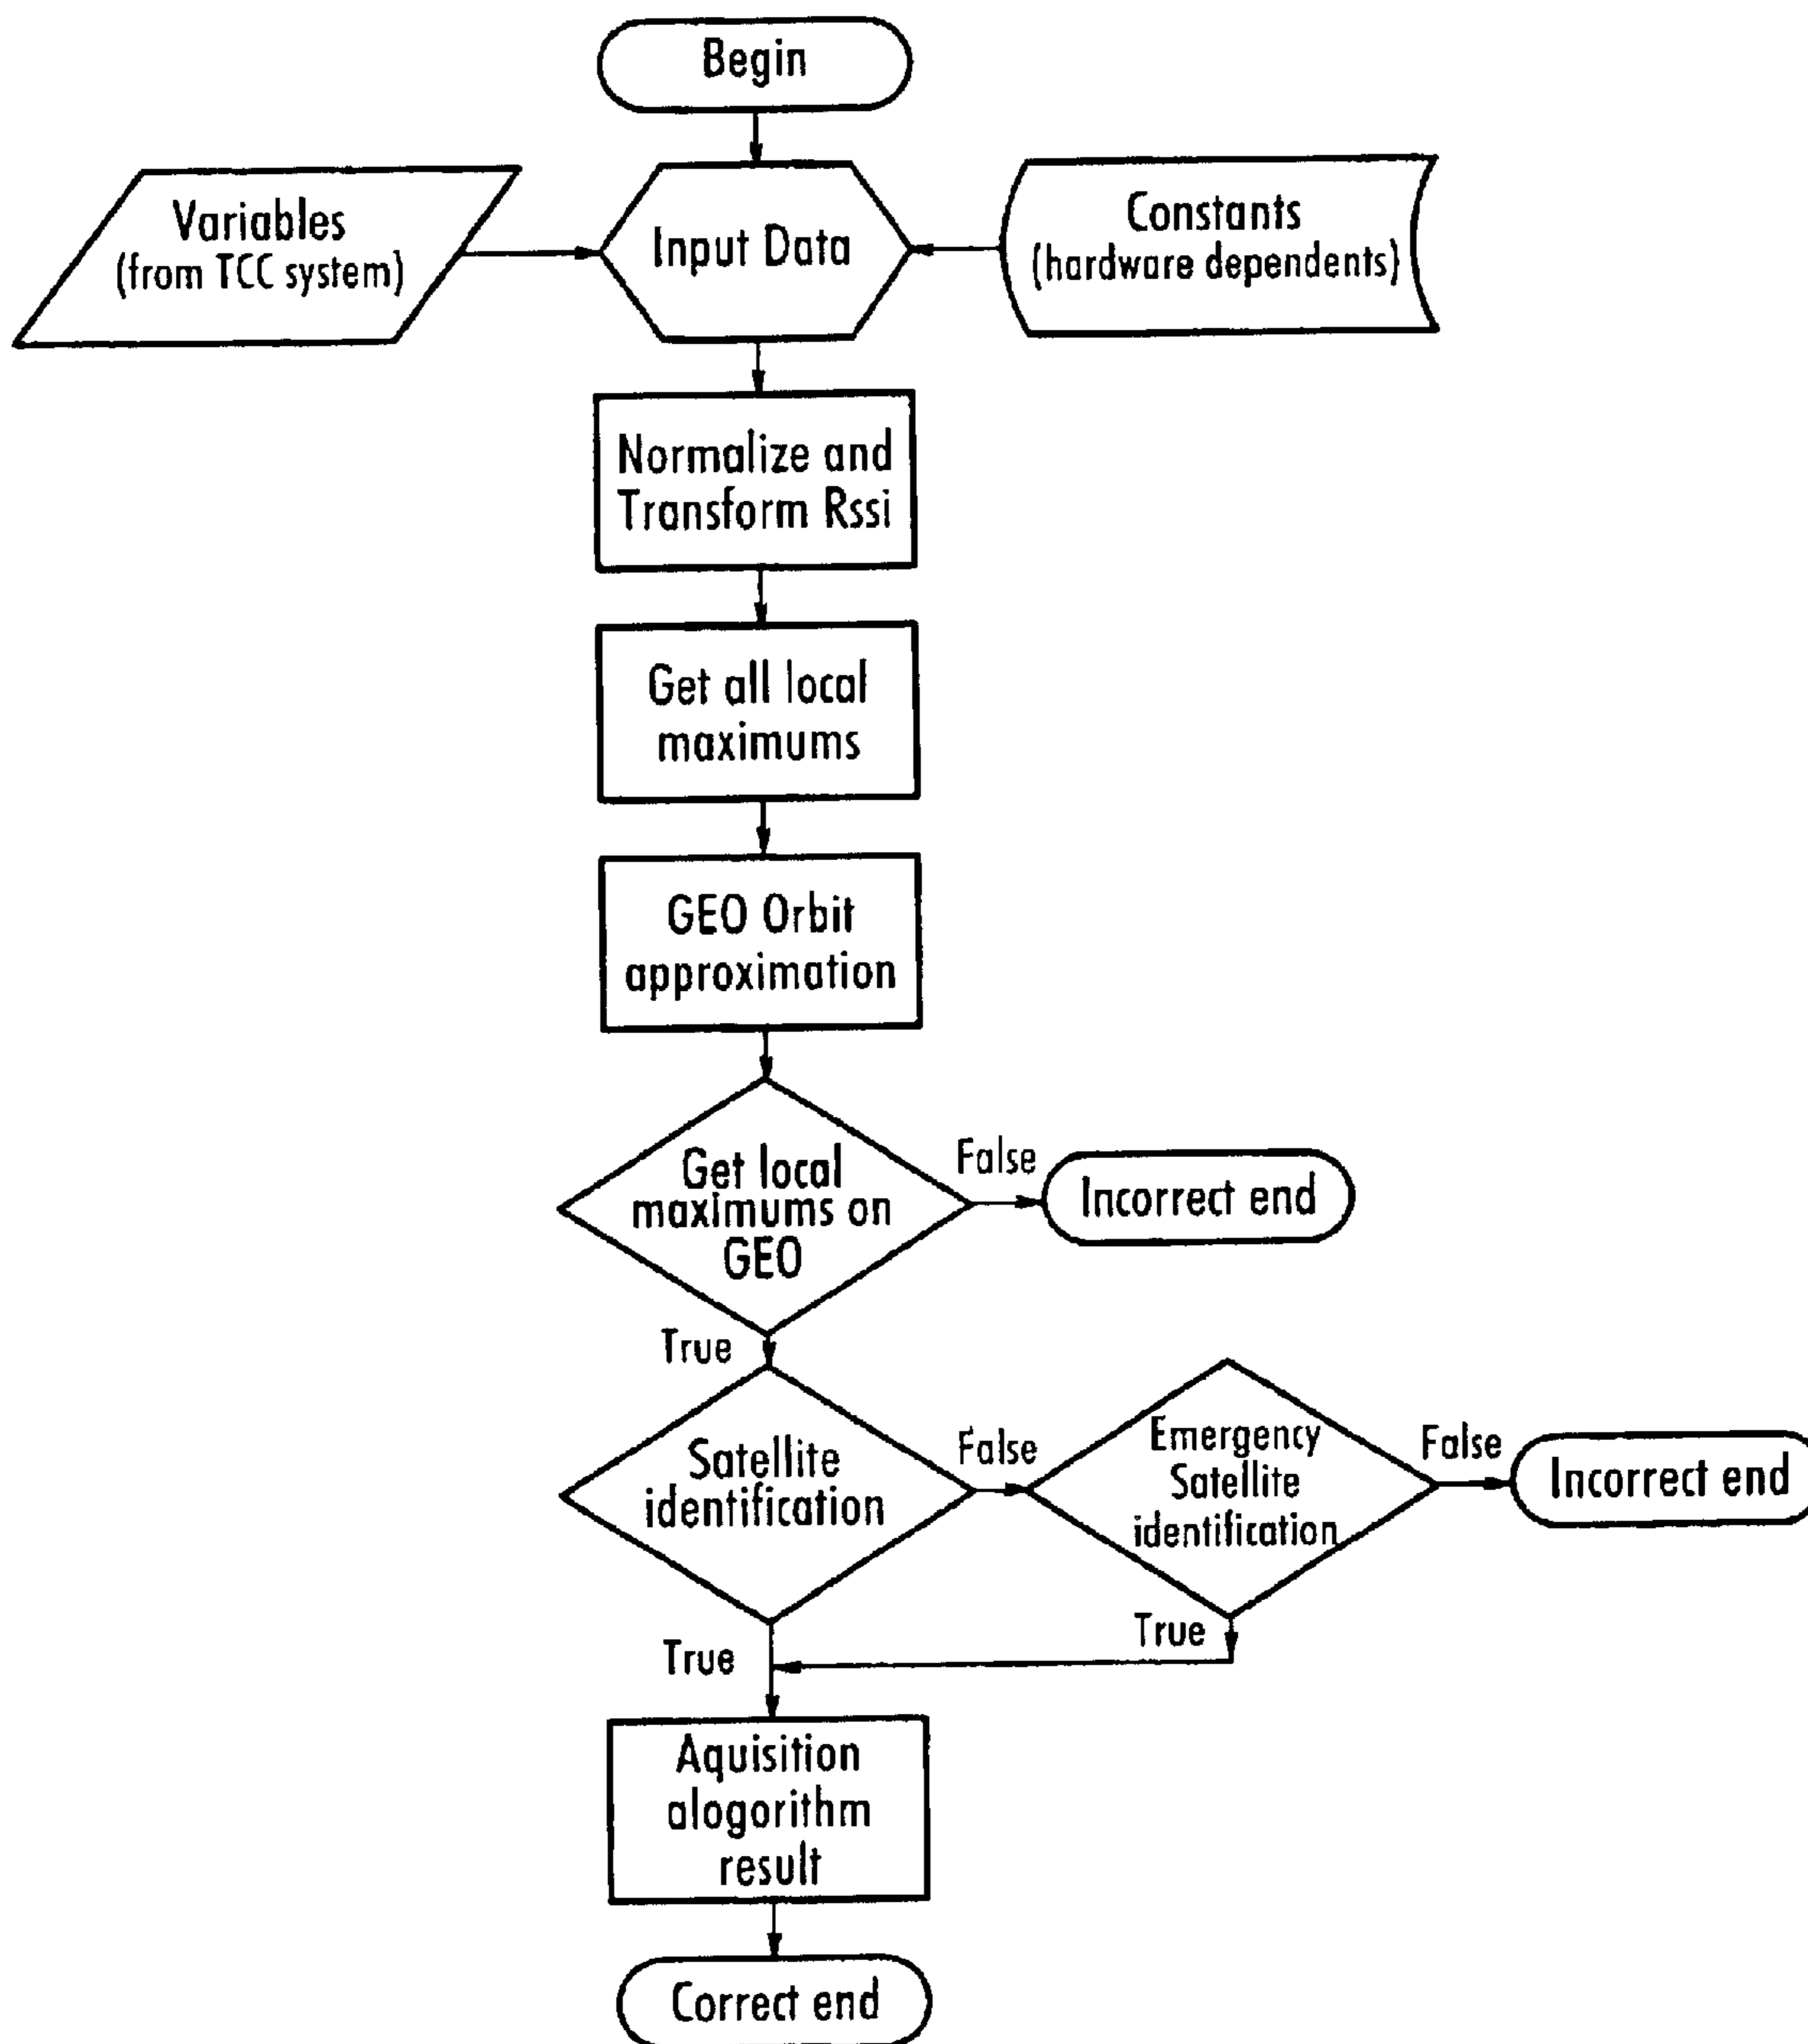 Begin
Variables
(from TCC system)
Input Data
Constants
(hardware dependents)
Normalize and
Transform Rssi
Get all local
maximums
GEO Orbit
approximation
Get local
maximums on
GEO
False
Incorrect end
True
Satellite
identification
False
Emergency
Satellite
identification
False
Incorrect end
True
True
Aquisition
alogorithm
result
Correct end